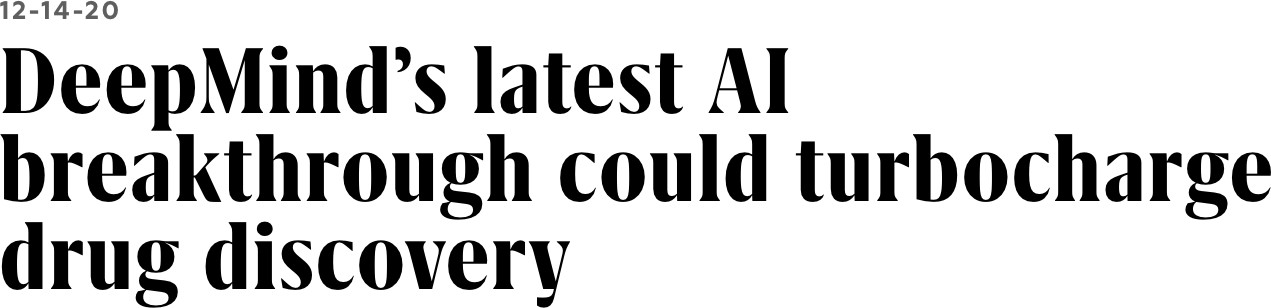 12-14-20
DeepMind’s latest AI
breakthrough could turbocharge
drug discovery